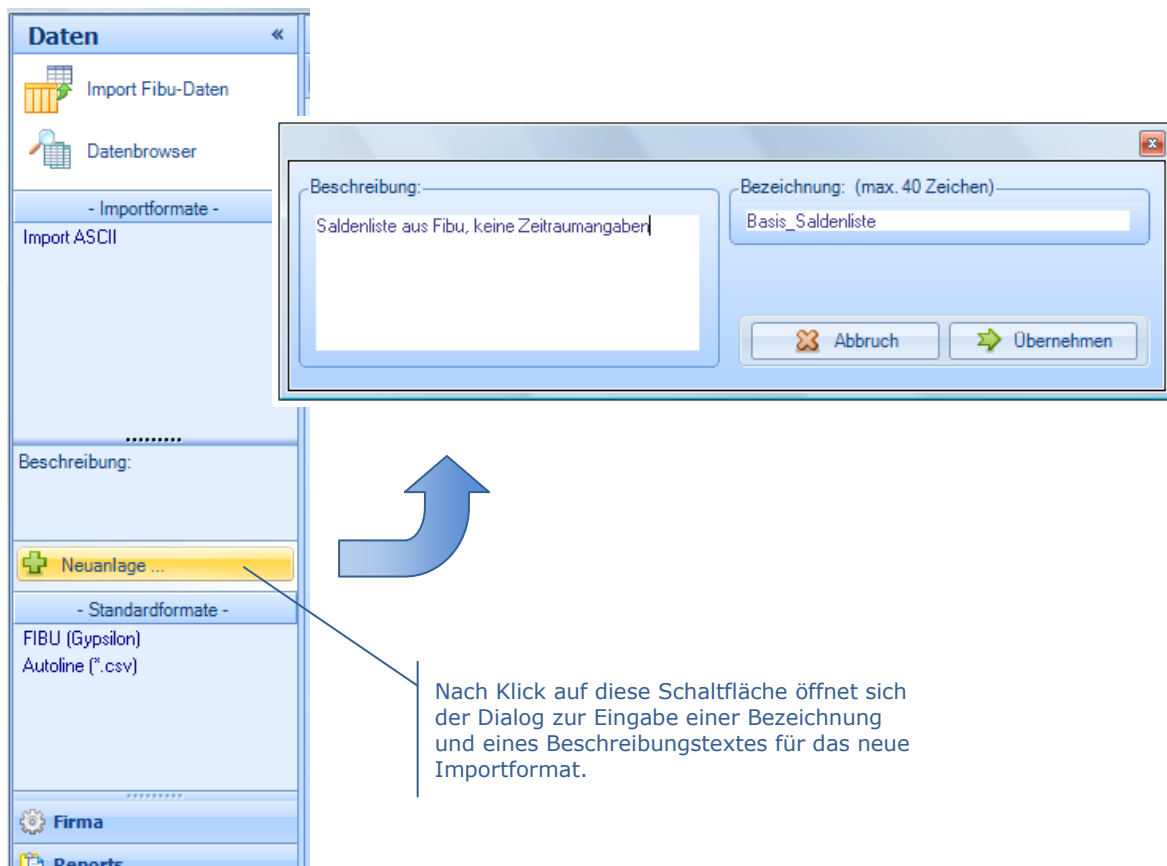 Daten «
Import Fibu-Daten
Datenbrowser
- Importformate -
Import ASCII
Beschreibung:
Saldenliste aus Fibu, keine Zeitraumangaben
Bezeichnung: (max. 40 Zeichen)
Basis_Saldenliste
Abbruch
Übernehmen
Beschreibung:
Neuanlage ...
- Standardformate -
FIBU (Gypsilon)
Autoline (*.csv)
Nach Klick auf diese Schaltfläche öffnet sich
der Dialog zur Eingabe einer Bezeichnung
und eines Beschreibungstextes für das neue
Importformat.
Firma
Reports